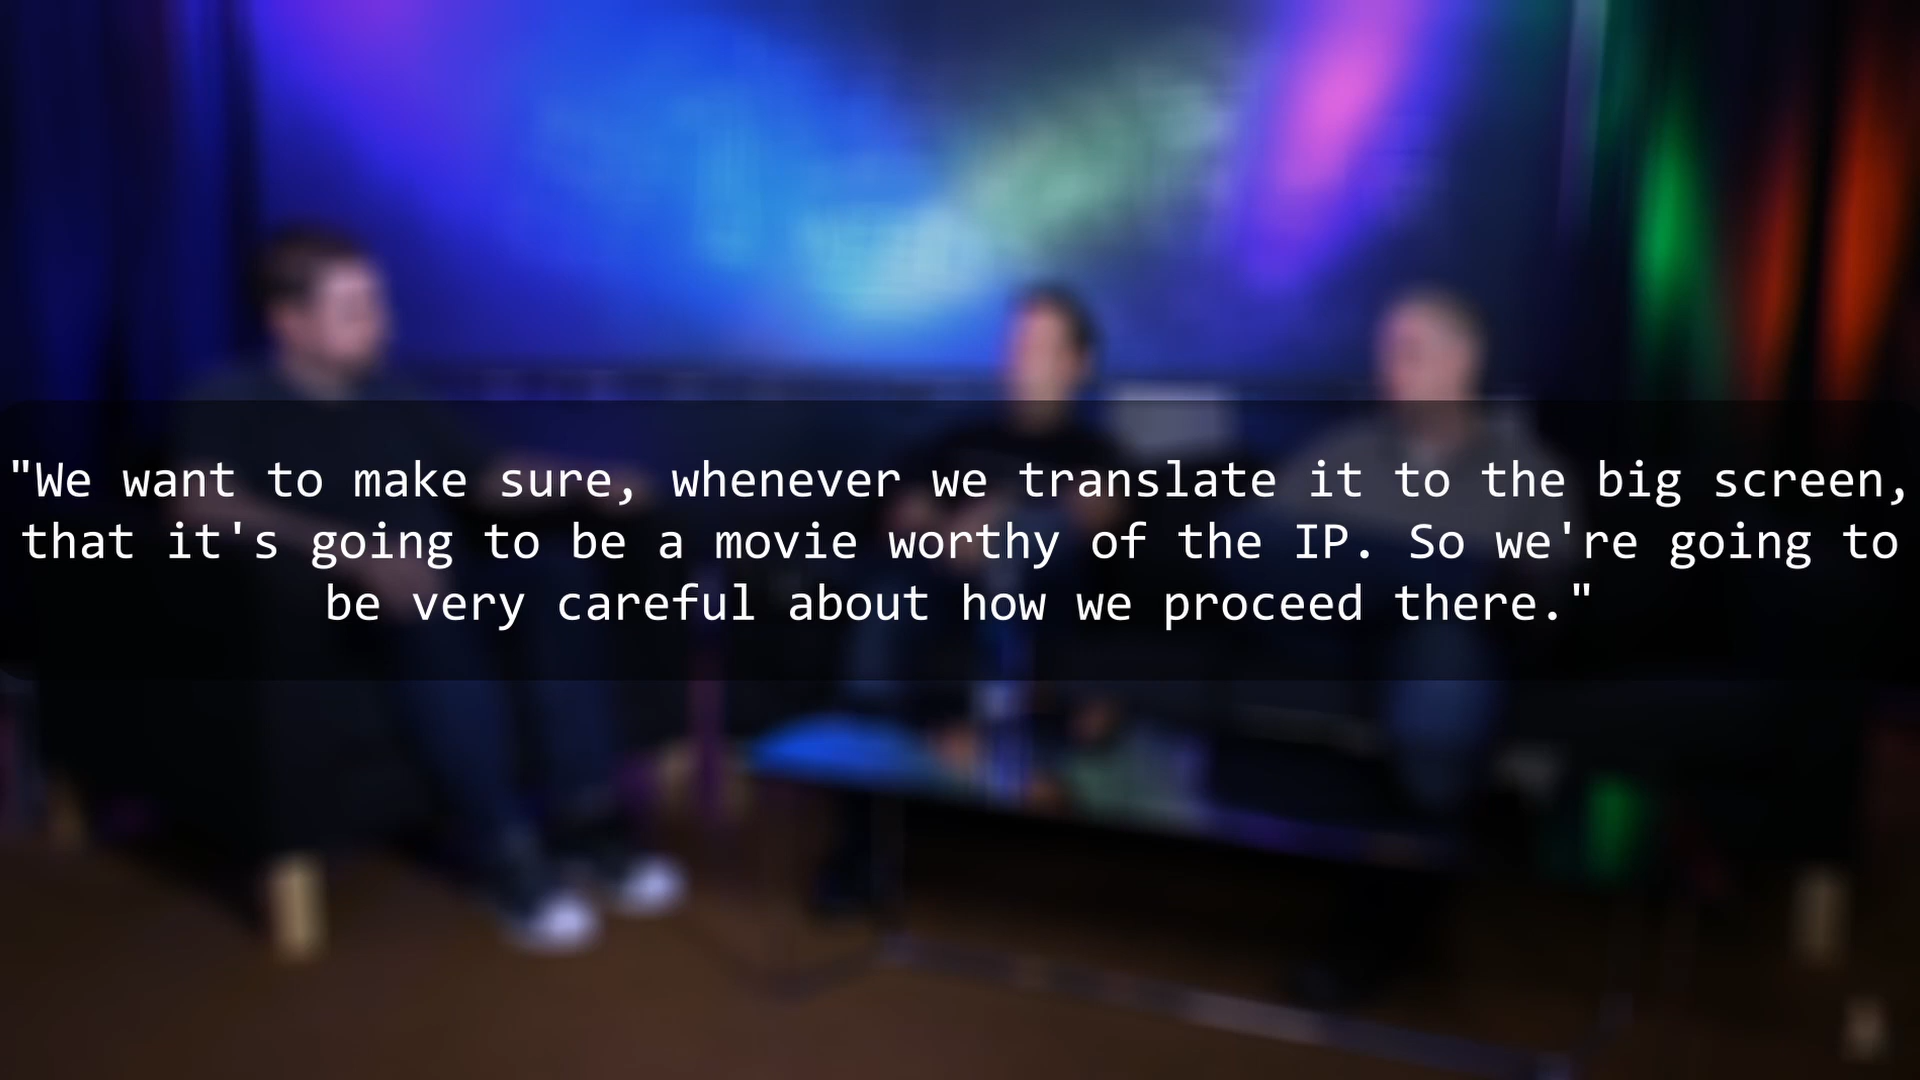 "We want to make sure, whenever we translate it to the big screen,
that it's going to be a movie worthy of the IP. So we're going to
be very careful about how we proceed there."